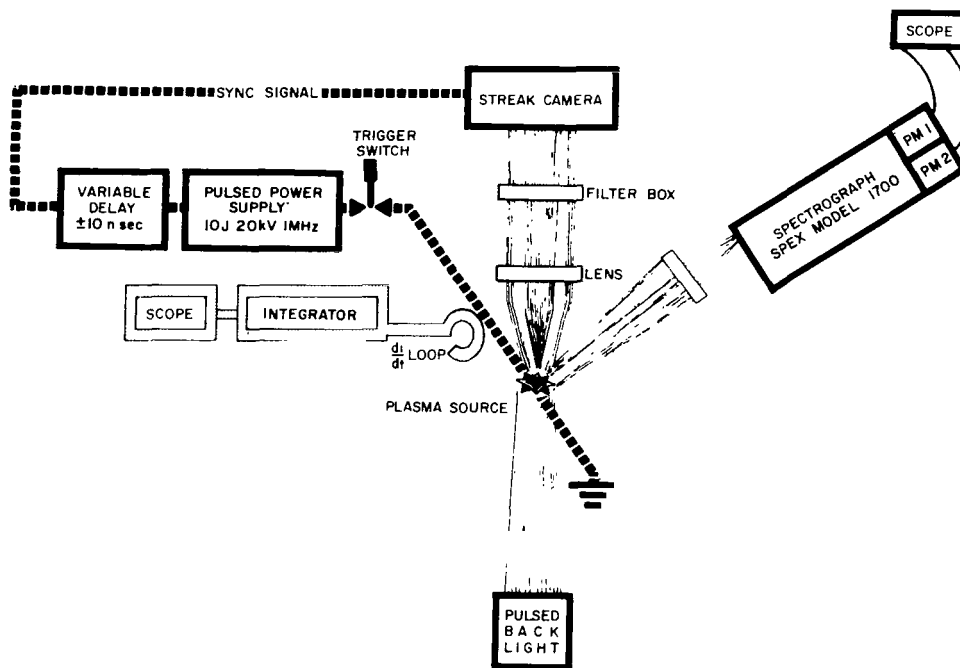 SCOPE
SYNC SIGNAL
STREAK CAMERA
TRIGGER
SWITCH
PM 1
PM 2
VARIABLE
DELAY
±10 n sec
PULSED POWER
SUPPLY
10J 20kV 1MHz
FILTER BOX
SPECTROGRAPH
SPEX MODEL 1700
LENS
SCOPE
INTEGRATOR
di
dt
LOOP
PLASMA SOURCE
PULSED
BACK
LIGHT